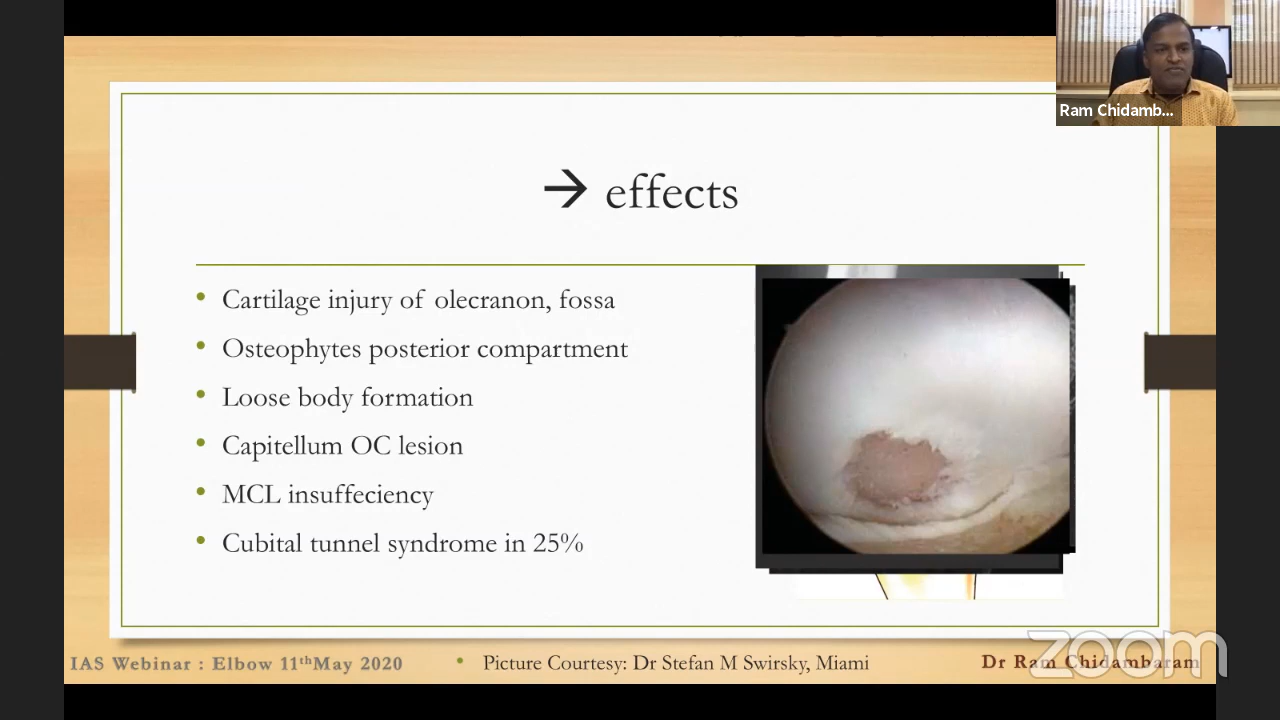 Ram Chidamb...
→ effects
• Cartilage injury of olecranon, fossa
• Osteophytes posterior compartment
• Loose body formation
• Capitellum OC lesion
• MCL insuffeciency
• Cubital tunnel syndrome in 25%
IAS Webinar : Elbow 11thMay 2020
• Picture Courtesy: Dr Stefan M Swirsky, Miami
Dr Ram Chidambaram
zoom